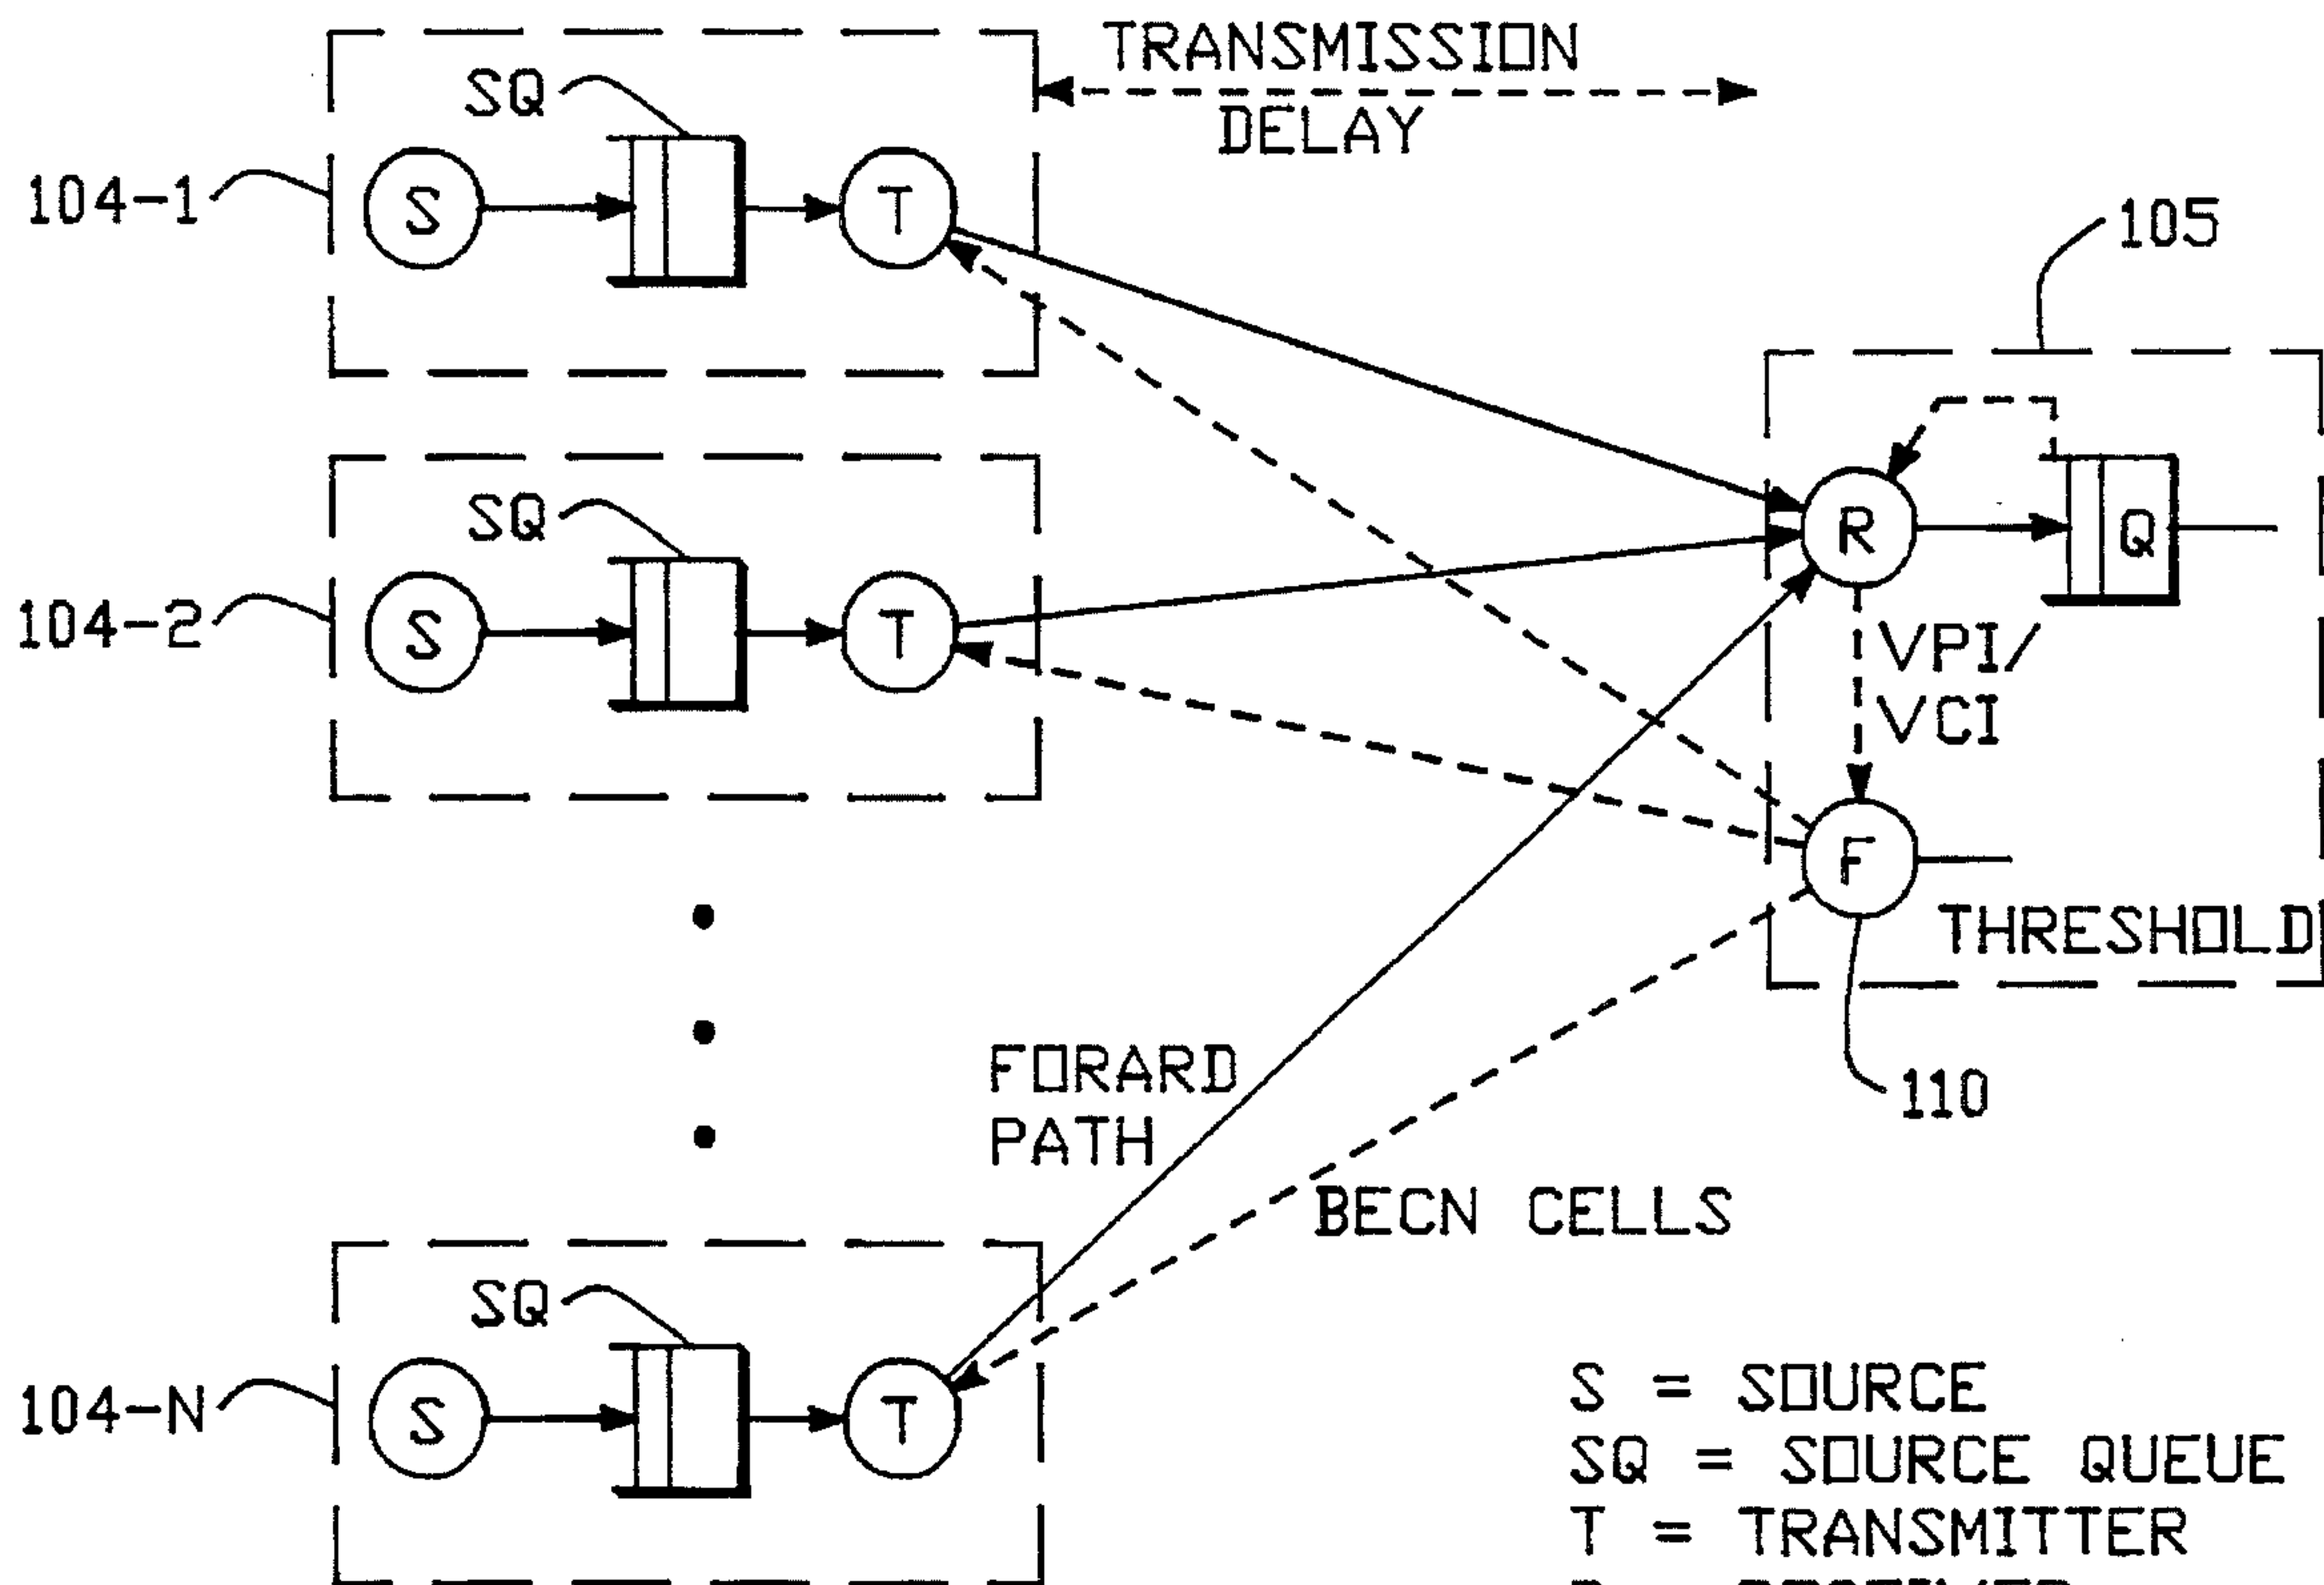 TRANSMISSION
DELAY
SQ
104-1
S
T
105
SQ
104-2
S
T
R
Q
VPI/
VCI
F
THRESHOLD
110
FORARD
PATH
BECN CELLS
SQ
104-N
S
T
S = SOURCE
SQ = SOURCE QUEUE
T = TRANSMITTER